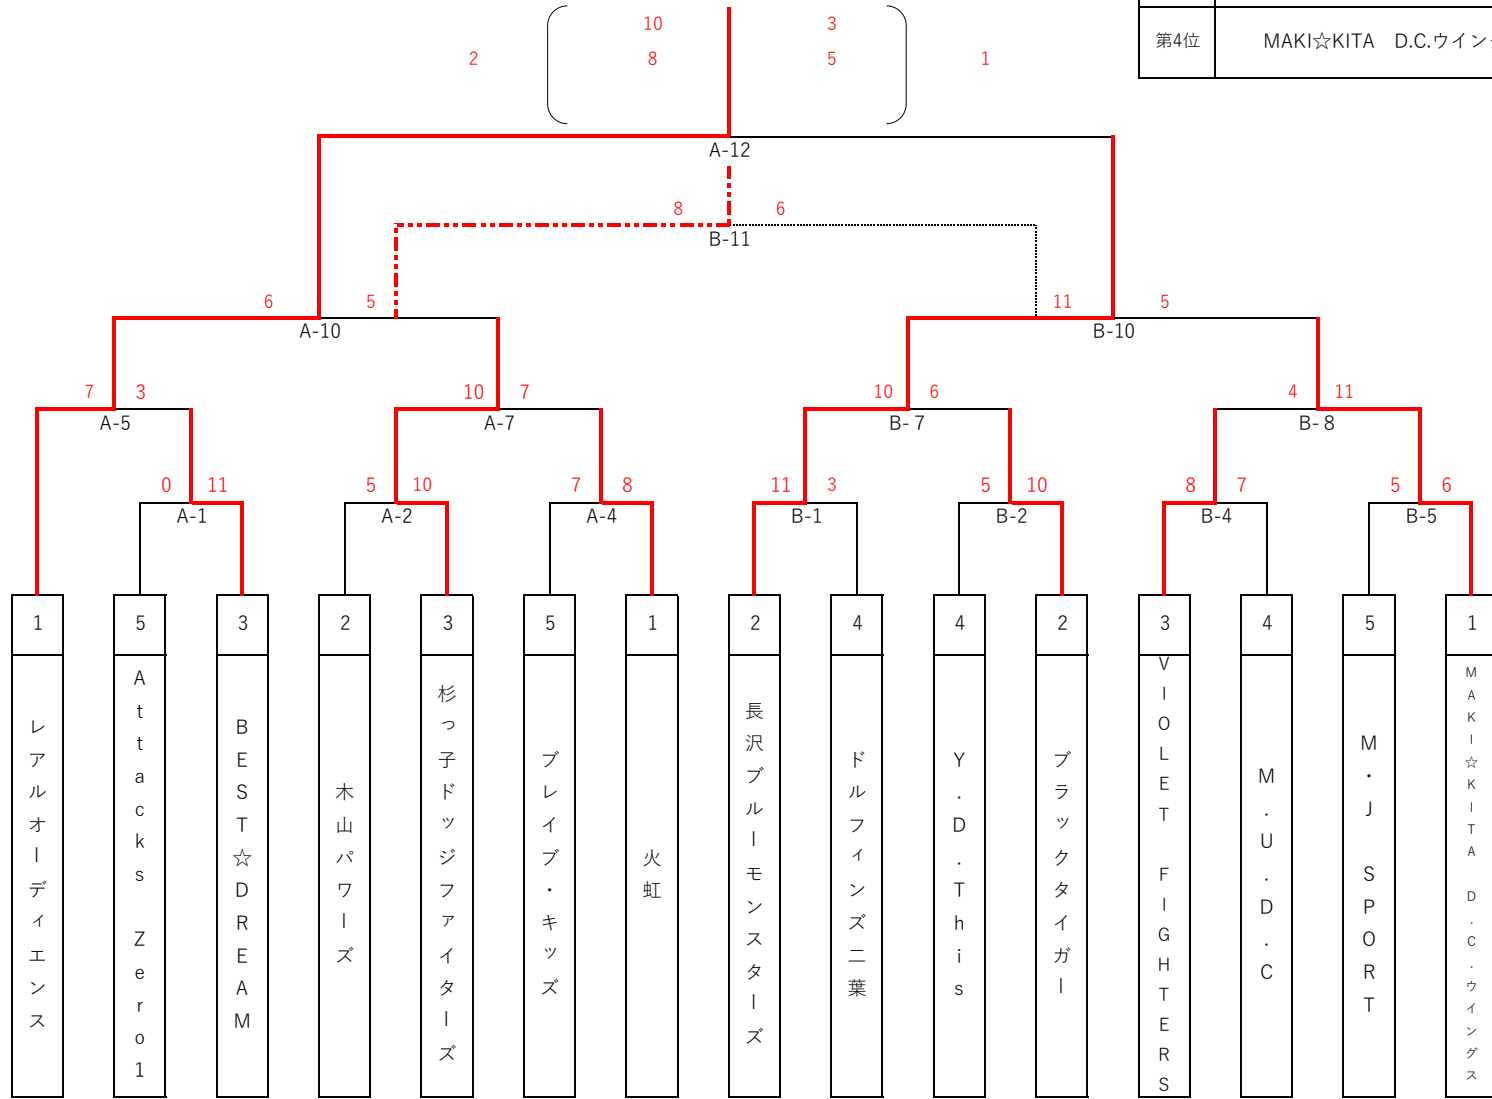 10 3
第4位 MAKI☆KITA D.C.ウイン
2 8 5 1
A-12
8 6
B-11
6 5 11 5
A-10 B-10
7 3 10 7 10 6 4 11
A-5 A-7 B- 7 B- 8
0 11 5 10 7 8 11 3 5 10 8 7 5 6
A-1 A-2 A-4 B-1 B-2 B-4 B-5
1 5 3 2 3 5 1 2 4 4 2 3 4 5 1
レアルオーディエンス
Attacks Zero1
BEST☆DREAM
木山パワーズ
杉っ子ドッジファイターズ
ブレイブ・キッズ
火虹
長沢ブルーモンスターズ
ドルフィンズ二葉
Y.D.This
ブラックタイガー
VIOLET FIGHTERS
M.U.D.C
M・J SPORT
MAKI☆KITA D.C.ウイングス